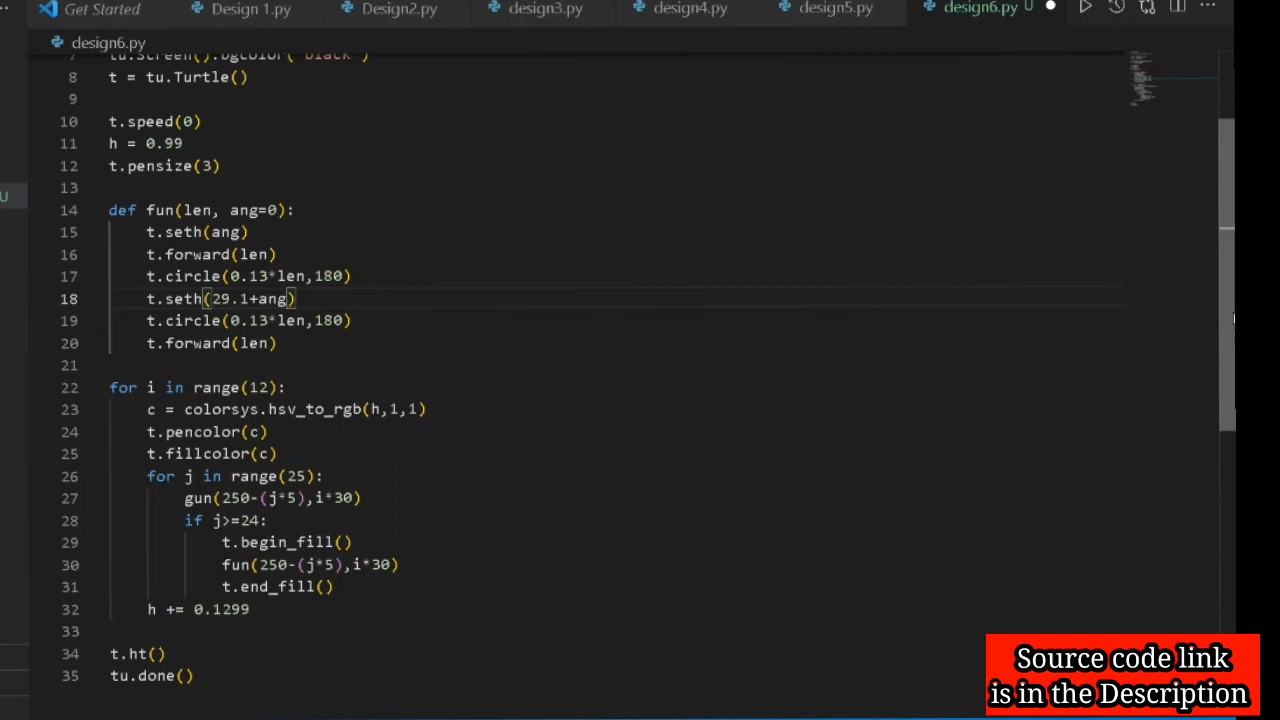 Get Started Design 1.py Design2.py design3.py design4.py design5.py design6.py U
design6.py
7 tu.Screen().bgcolor("black")
8 t = tu.Turtle()
9
10 t.speed(0)
11 h = 0.99
12 t.pensize(3)
13
14 def fun(len, ang=0):
15 t.seth(ang)
16 t.forward(len)
17 t.circle(0.13*len,180)
18 t.seth(29.1+ang)
19 t.circle(0.13*len,180)
20 t.forward(len)
21
22 for i in range(12):
23 c = colorsys.hsv_to_rgb(h,1,1)
24 t.pencolor(c)
25 t.fillcolor(c)
26 for j in range(25):
27 gun(250-(j*5),i*30)
28 if j>=24:
29 t.begin_fill()
30 fun(250-(j*5),i*30)
31 t.end_fill()
32 h += 0.1299
33
34 t.ht()
35 tu.done()
U
Source code link
is in the Description